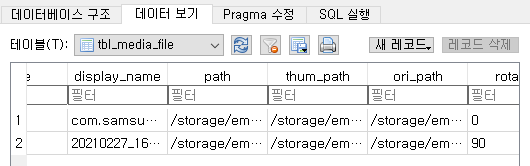 데이터베이스 구조 데이터 보기 Pragma 수정 SQL 실행
테이블(T): tbl_media_file 새 레코드 레코드 삭제
e display_name path thum_path ori_path rota
필터 필터 필터 필터 필터
1 com.samsu… /storage/em… /storage/em… /storage/em… 0
2 20210227_16… /storage/em… /storage/em… /storage/em… 90